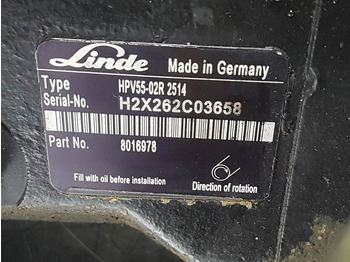 Linde Made in Germany
Type HPV55-02R 2514
Serial-No. H2X262C03658
Part No. 8016978
Fill with oil before installation Direction of rotation